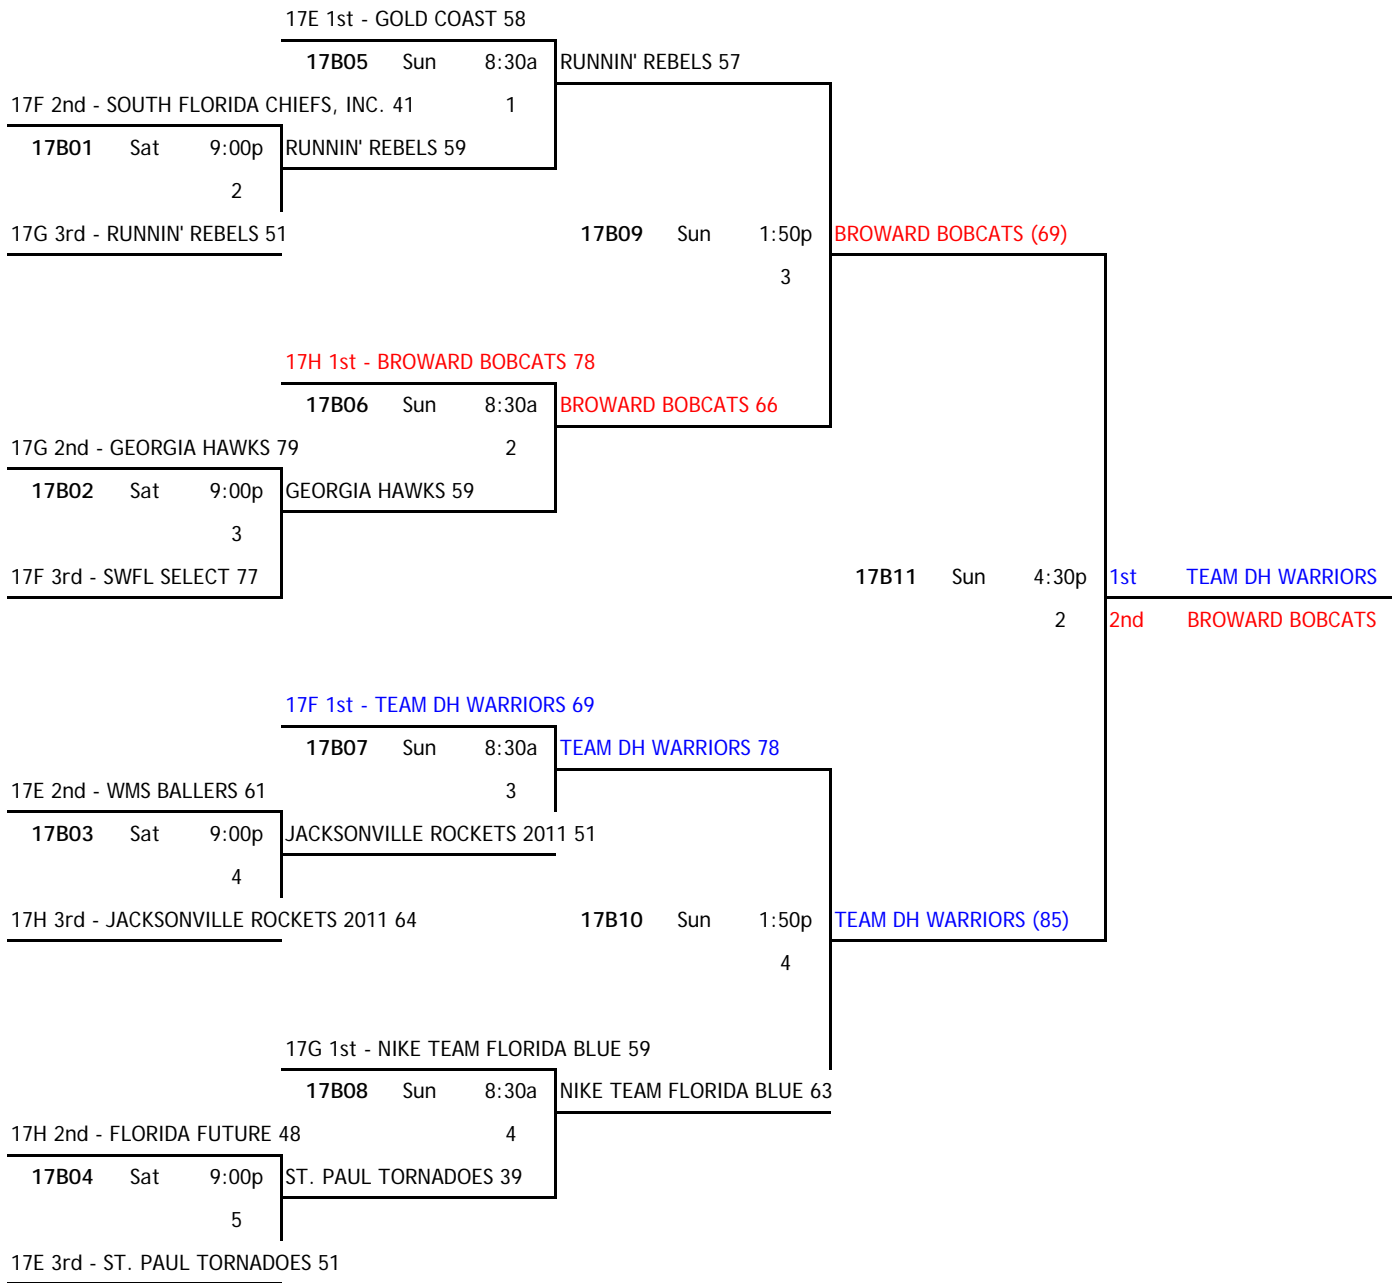 17E 1st - GOLD COAST 58
17B05 Sun 8:30a RUNNIN' REBELS 57
17F 2nd - SOUTH FLORIDA CHIEFS, INC. 41 1
17B01 Sat 9:00p RUNNIN' REBELS 59
2
17G 3rd - RUNNIN' REBELS 51 17B09 Sun 1:50p BROWARD BOBCATS (69)
3
17H 1st - BROWARD BOBCATS 78
17B06 Sun 8:30a BROWARD BOBCATS 66
17G 2nd - GEORGIA HAWKS 79 2
17B02 Sat 9:00p GEORGIA HAWKS 59
3
17F 3rd - SWFL SELECT 77 17B11 Sun 4:30p 1st TEAM DH WARRIORS
2 2nd BROWARD BOBCATS
17F 1st - TEAM DH WARRIORS 69
17B07 Sun 8:30a TEAM DH WARRIORS 78
17E 2nd - WMS BALLERS 61 3
17B03 Sat 9:00p JACKSONVILLE ROCKETS 2011 51
4
17H 3rd - JACKSONVILLE ROCKETS 2011 64 17B10 Sun 1:50p TEAM DH WARRIORS (85)
4
17G 1st - NIKE TEAM FLORIDA BLUE 59
17B08 Sun 8:30a NIKE TEAM FLORIDA BLUE 63
17H 2nd - FLORIDA FUTURE 48 4
17B04 Sat 9:00p ST. PAUL TORNADOES 39
5
17E 3rd - ST. PAUL TORNADOES 51